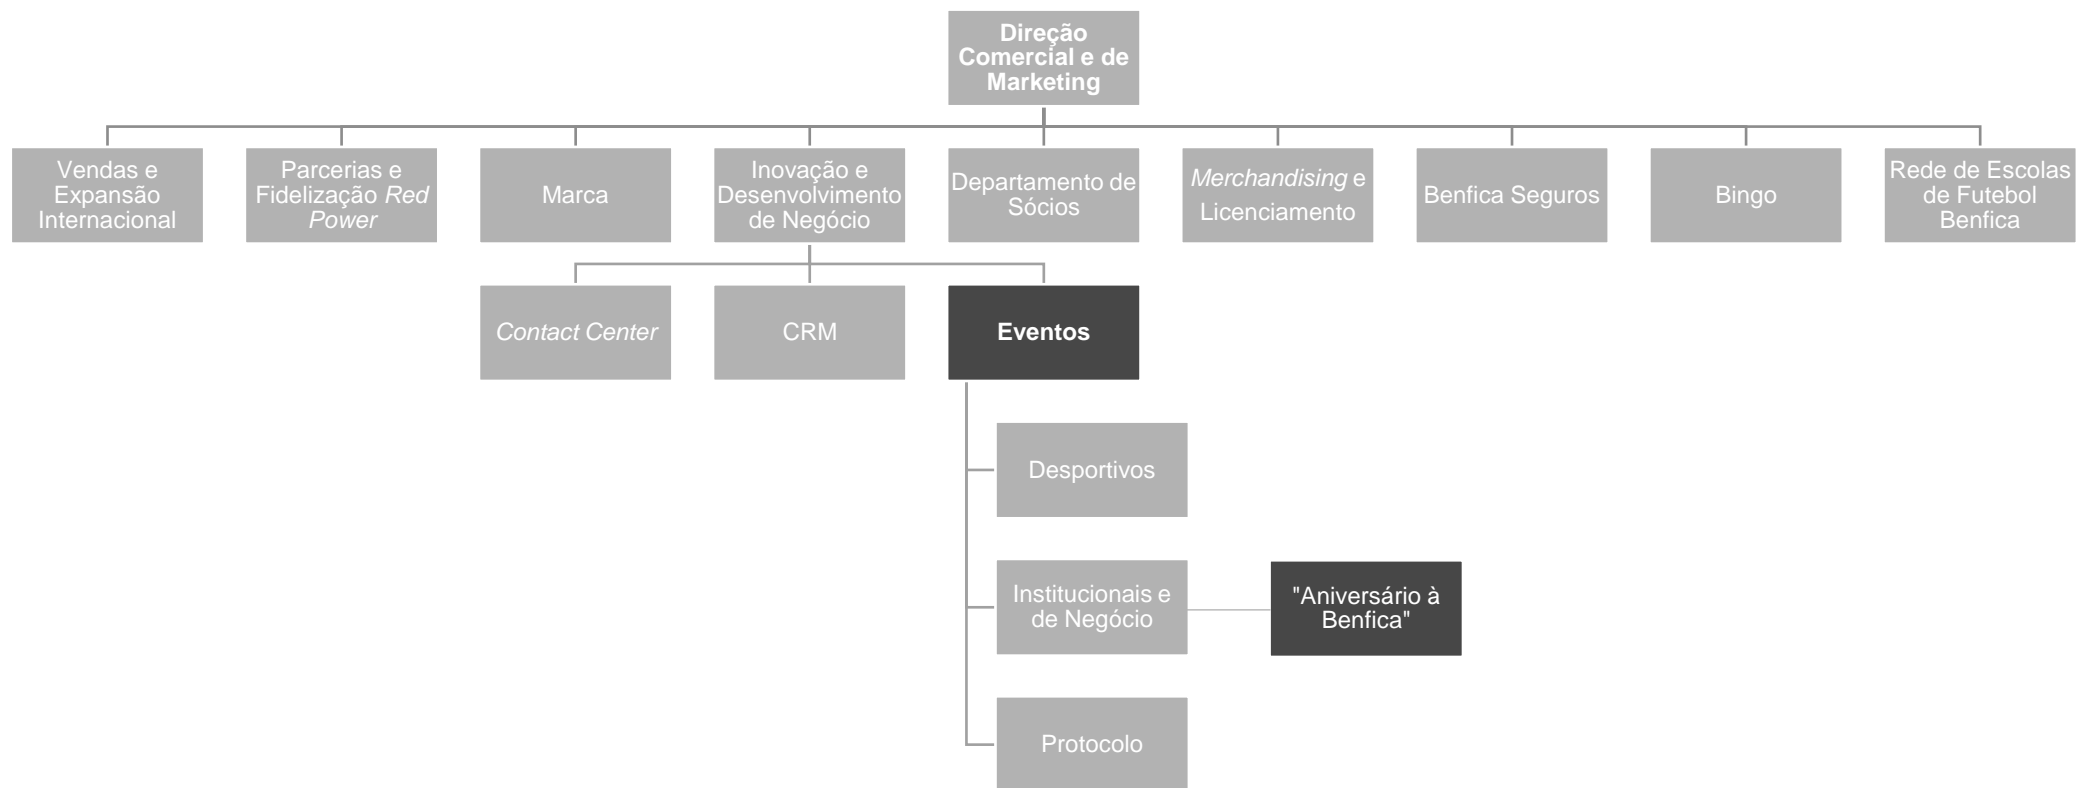 Direção
Comercial e de
Marketing
Vendas e
Expansão
Internacional
Parcerias e
Fidelização Red
Power
Marca
Inovação e
Desenvolvimento
de Negócio
Departamento de
Sócios
Merchandising e
Licenciamento
Benfica Seguros
Bingo
Rede de Escolas
de Futebol
Benfica
Contact Center
CRM
Eventos
Desportivos
Institucionais e
de Negócio
"Aniversário à
Benfica"
Protocolo